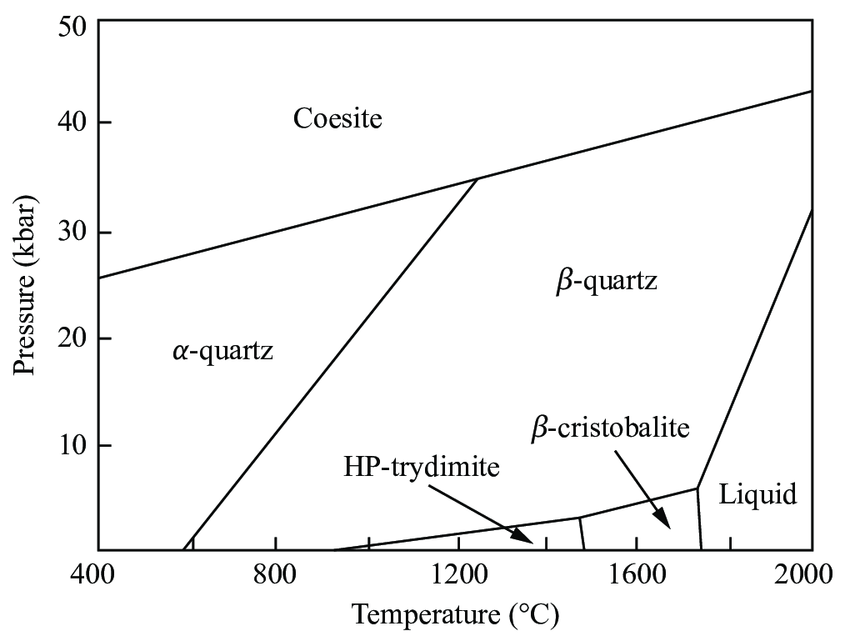 50
Coesite
40
30
β-quartz
20
α-quartz
β-cristobalite
10
HP-trydimite
Liquid
400
800
1200
1600
2000
Temperature (°C)
Pressure (kbar)